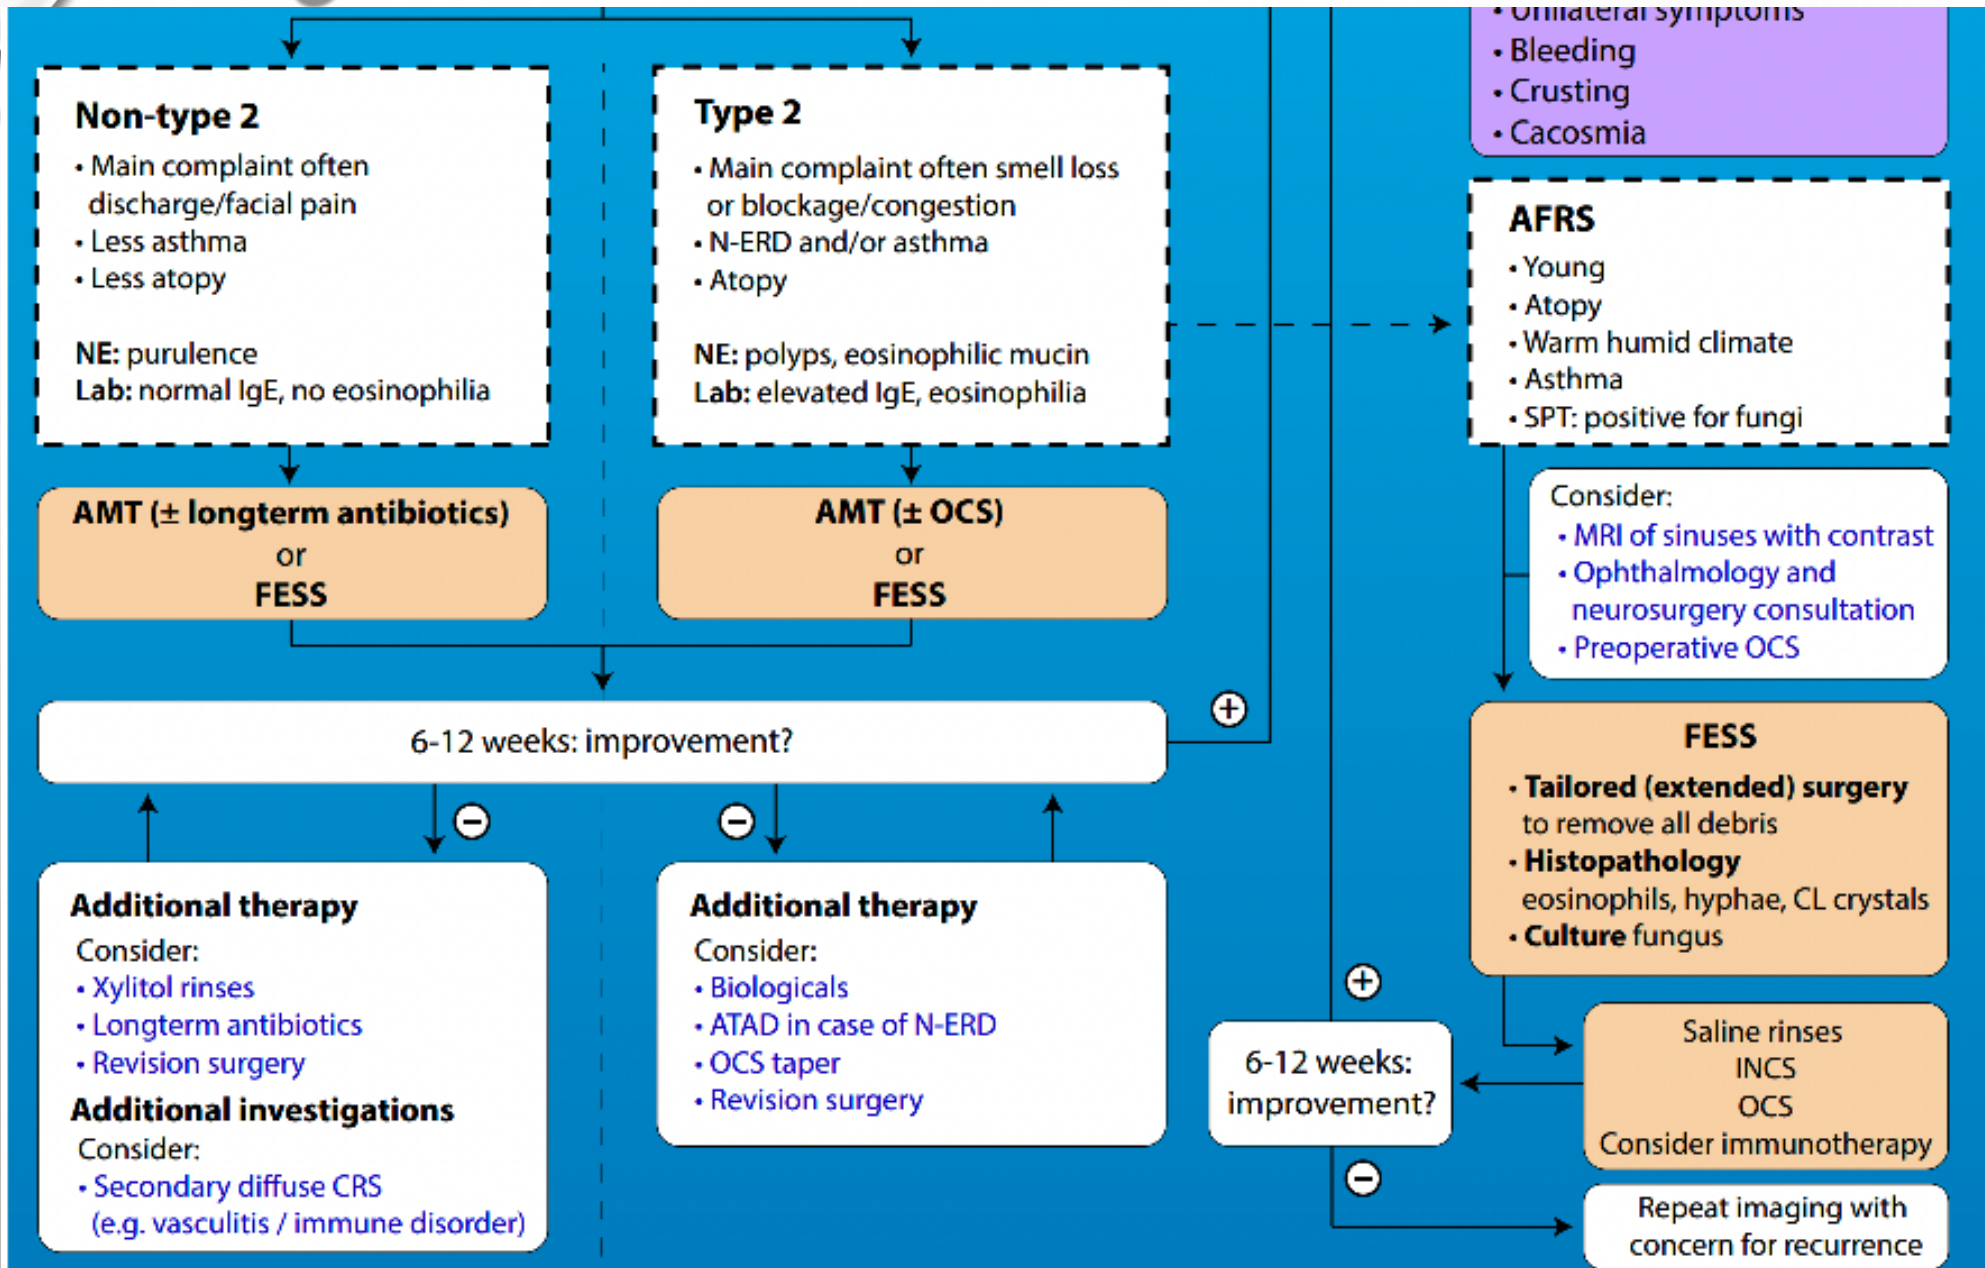 • Unilateral symptoms
• Bleeding
• Crusting
• Cacosmia
Non-type 2
• Main complaint often
discharge/facial pain
• Less asthma
• Less atopy
NE: purulence
Lab: normal IgE, no eosinophilia
Type 2
• Main complaint often smell loss
or blockage/congestion
• N-ERD and/or asthma
• Atopy
NE: polyps, eosinophilic mucin
Lab: elevated IgE, eosinophilia
AFRS
• Young
• Atopy
• Warm humid climate
• Asthma
• SPT: positive for fungi
AMT (± longterm antibiotics)
or
FESS
AMT (± OCS)
or
FESS
Consider:
• MRI of sinuses with contrast
• Ophthalmology and
neurosurgery consultation
• Preoperative OCS
6-12 weeks: improvement?
+
−
−
FESS
• Tailored (extended) surgery
to remove all debris
• Histopathology
eosinophils, hyphae, CL crystals
• Culture fungus
Additional therapy
Consider:
• Xylitol rinses
• Longterm antibiotics
• Revision surgery
Additional investigations
Consider:
• Secondary diffuse CRS
(e.g. vasculitis / immune disorder)
Additional therapy
Consider:
• Biologicals
• ATAD in case of N-ERD
• OCS taper
• Revision surgery
+
6-12 weeks:
improvement?
−
Saline rinses
INCS
OCS
Consider immunotherapy
Repeat imaging with
concern for recurrence